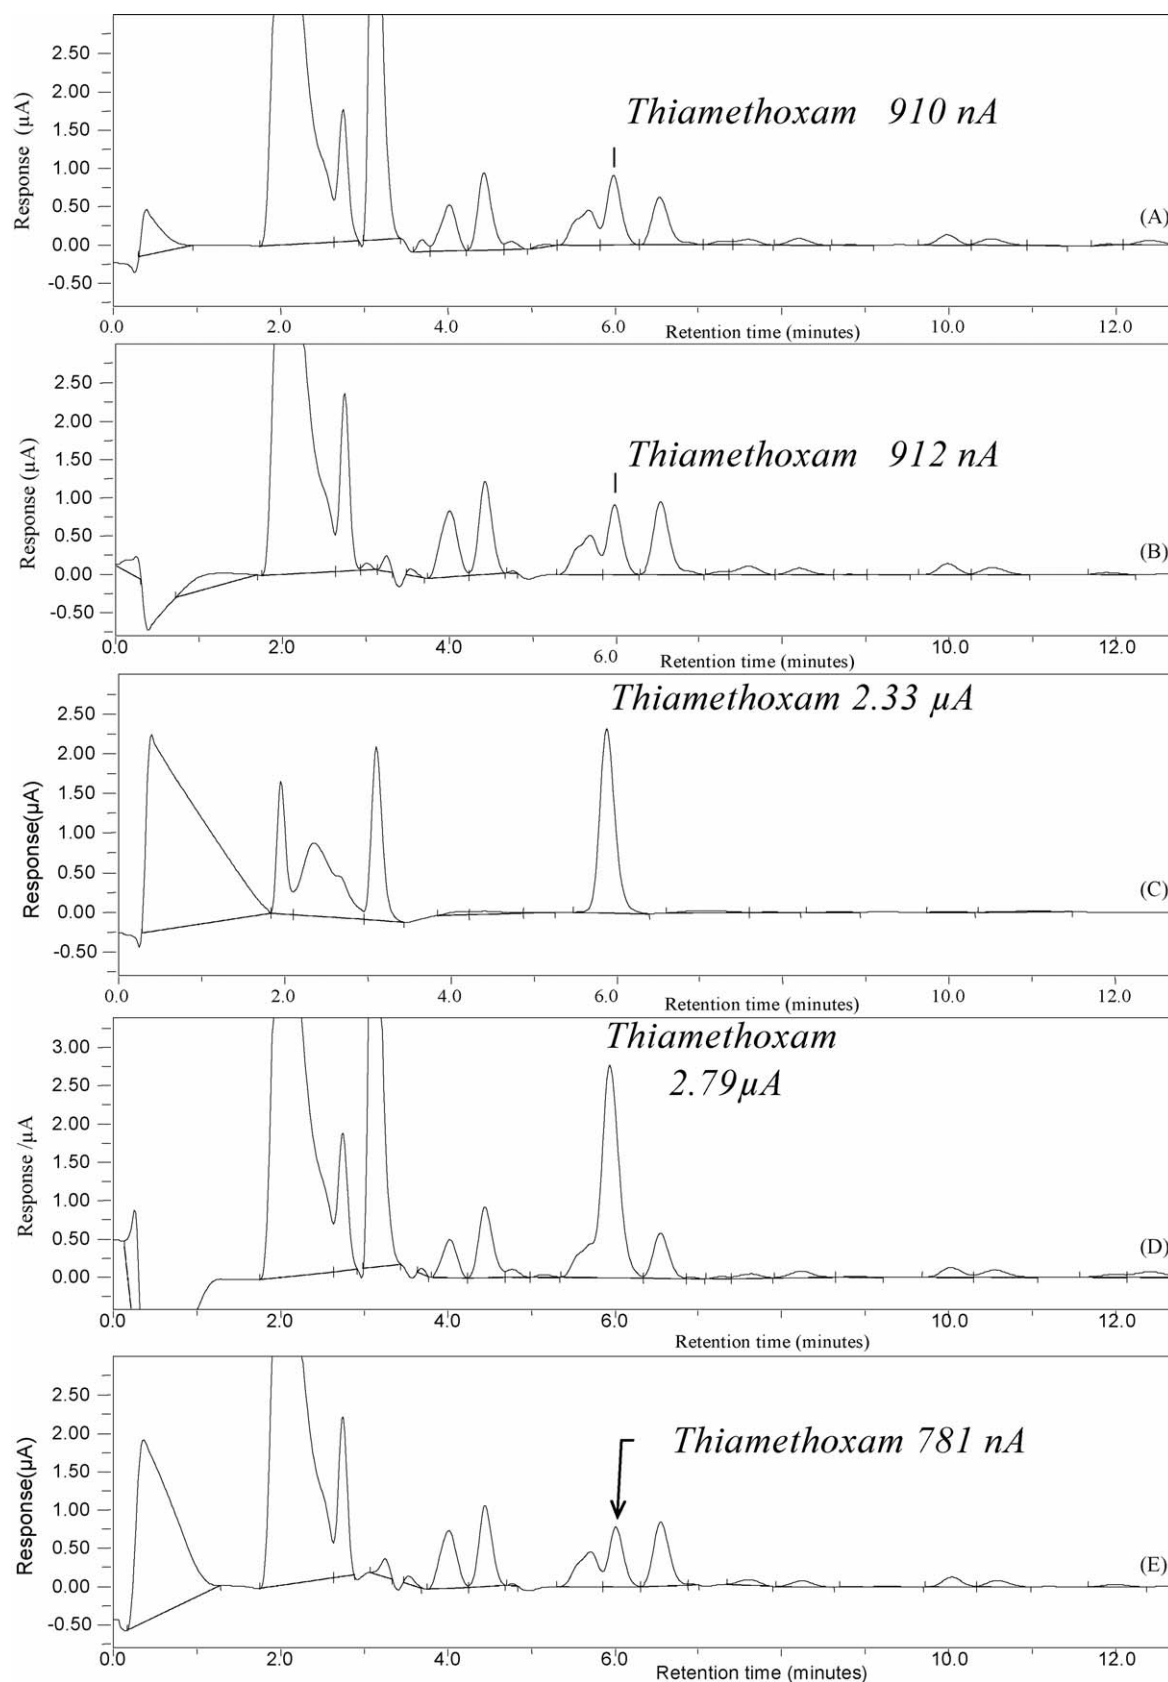 2.50
2.00
1.50
1.00
0.50
0.00
-0.50
Response (µA)
Thiamethoxam 910 nA
(A)
0.0 2.0 4.0 6.0 10.0 12.0
Retention time (minutes)
2.50
2.00
1.50
1.00
0.50
0.00
-0.50
Response (µA)
Thiamethoxam 912 nA
(B)
0.0 2.0 4.0 6.0 10.0 12.0
Retention time (minutes)
2.50
2.00
1.50
1.00
0.50
0.00
-0.50
Response(µA)
Thiamethoxam 2.33 µA
(C)
0.0 2.0 4.0 6.0 10.0 12.0
Retention time (minutes)
3.00
2.50
2.00
1.50
1.00
0.50
0.00
Response /µA
Thiamethoxam
2.79µA
(D)
0.0 2.0 4.0 6.0 10.0 12.0
Retention time (minutes)
2.50
2.00
1.50
1.00
0.50
0.00
-0.50
Response(µA)
Thiamethoxam 781 nA
(E)
0.0 2.0 4.0 6.0 10.0 12.0
Retention time (minutes)